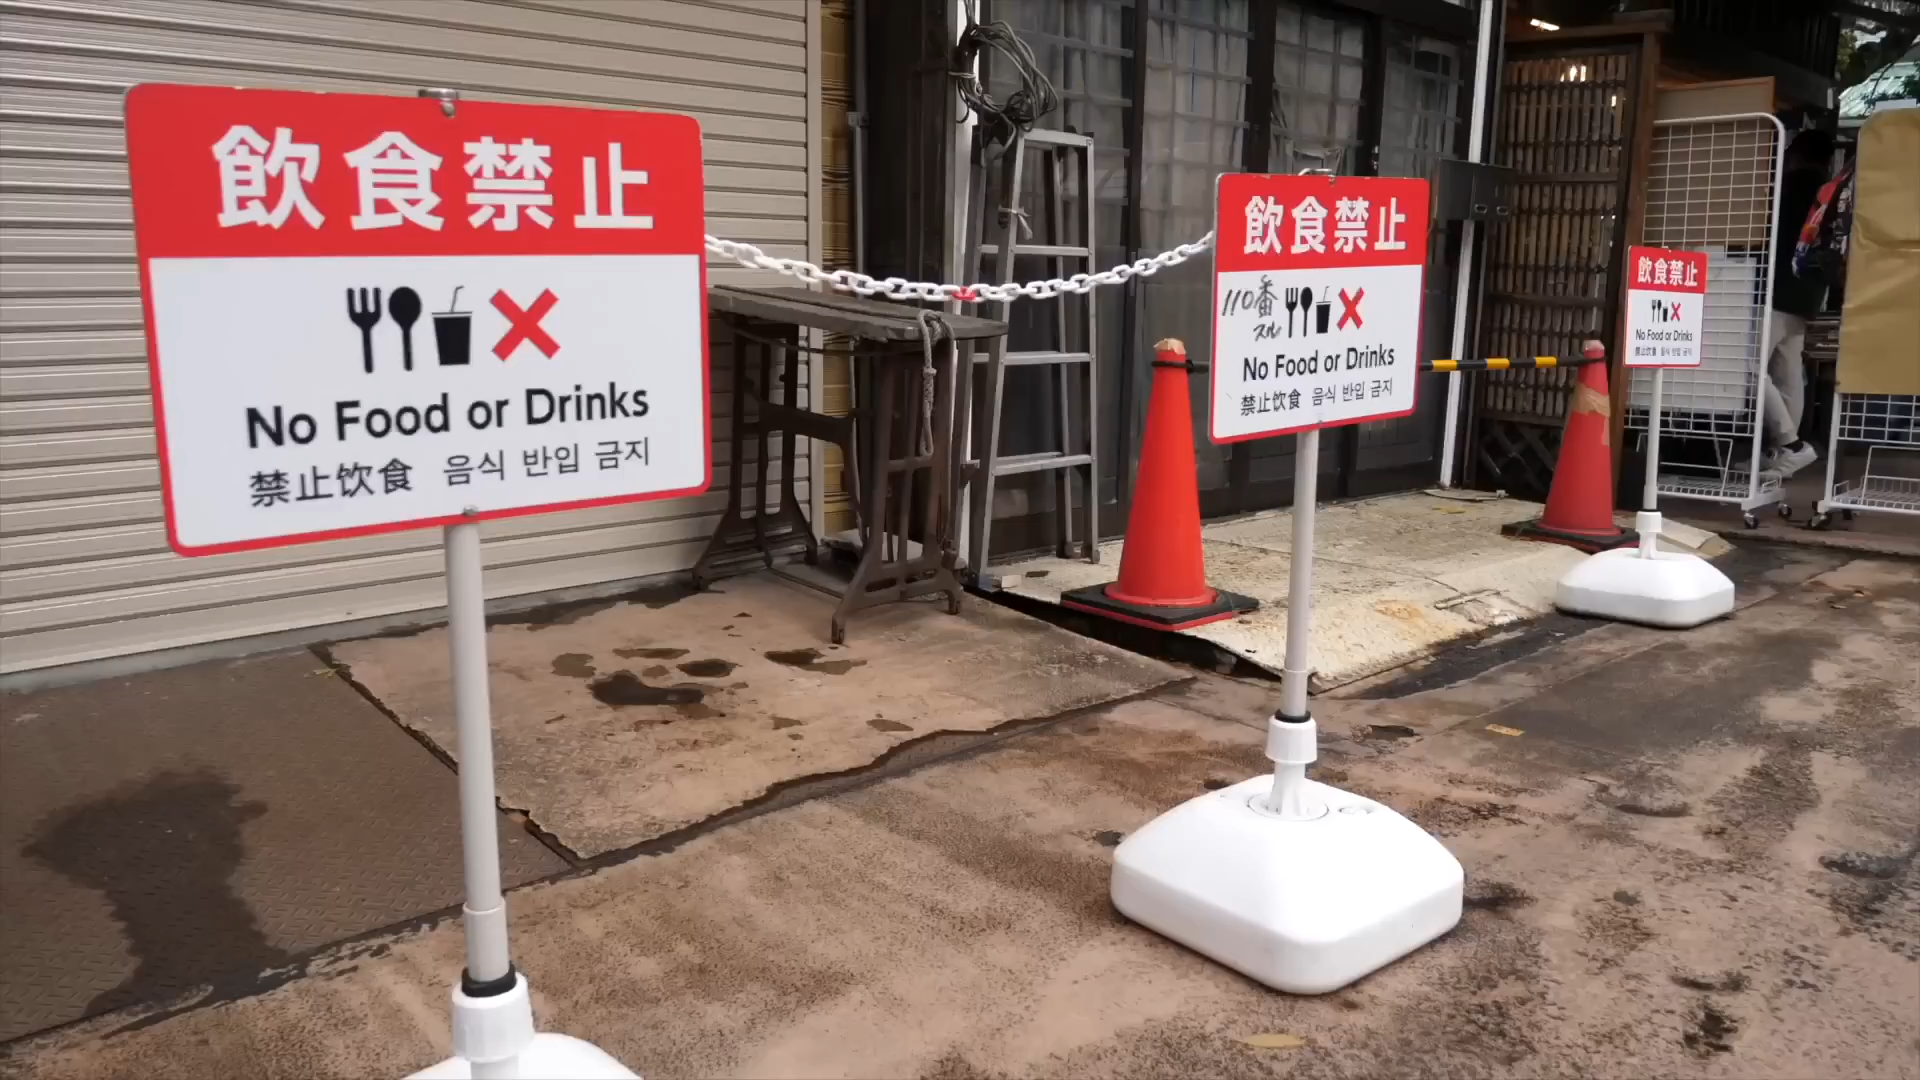 飲食禁止
No Food or Drinks
禁止饮食 음식 반입 금지
飲食禁止
110番
スル
No Food or Drinks
禁止饮食 음식 반입 금지
飲食禁止
No Food or Drinks
禁止饮食 음식 반입 금지